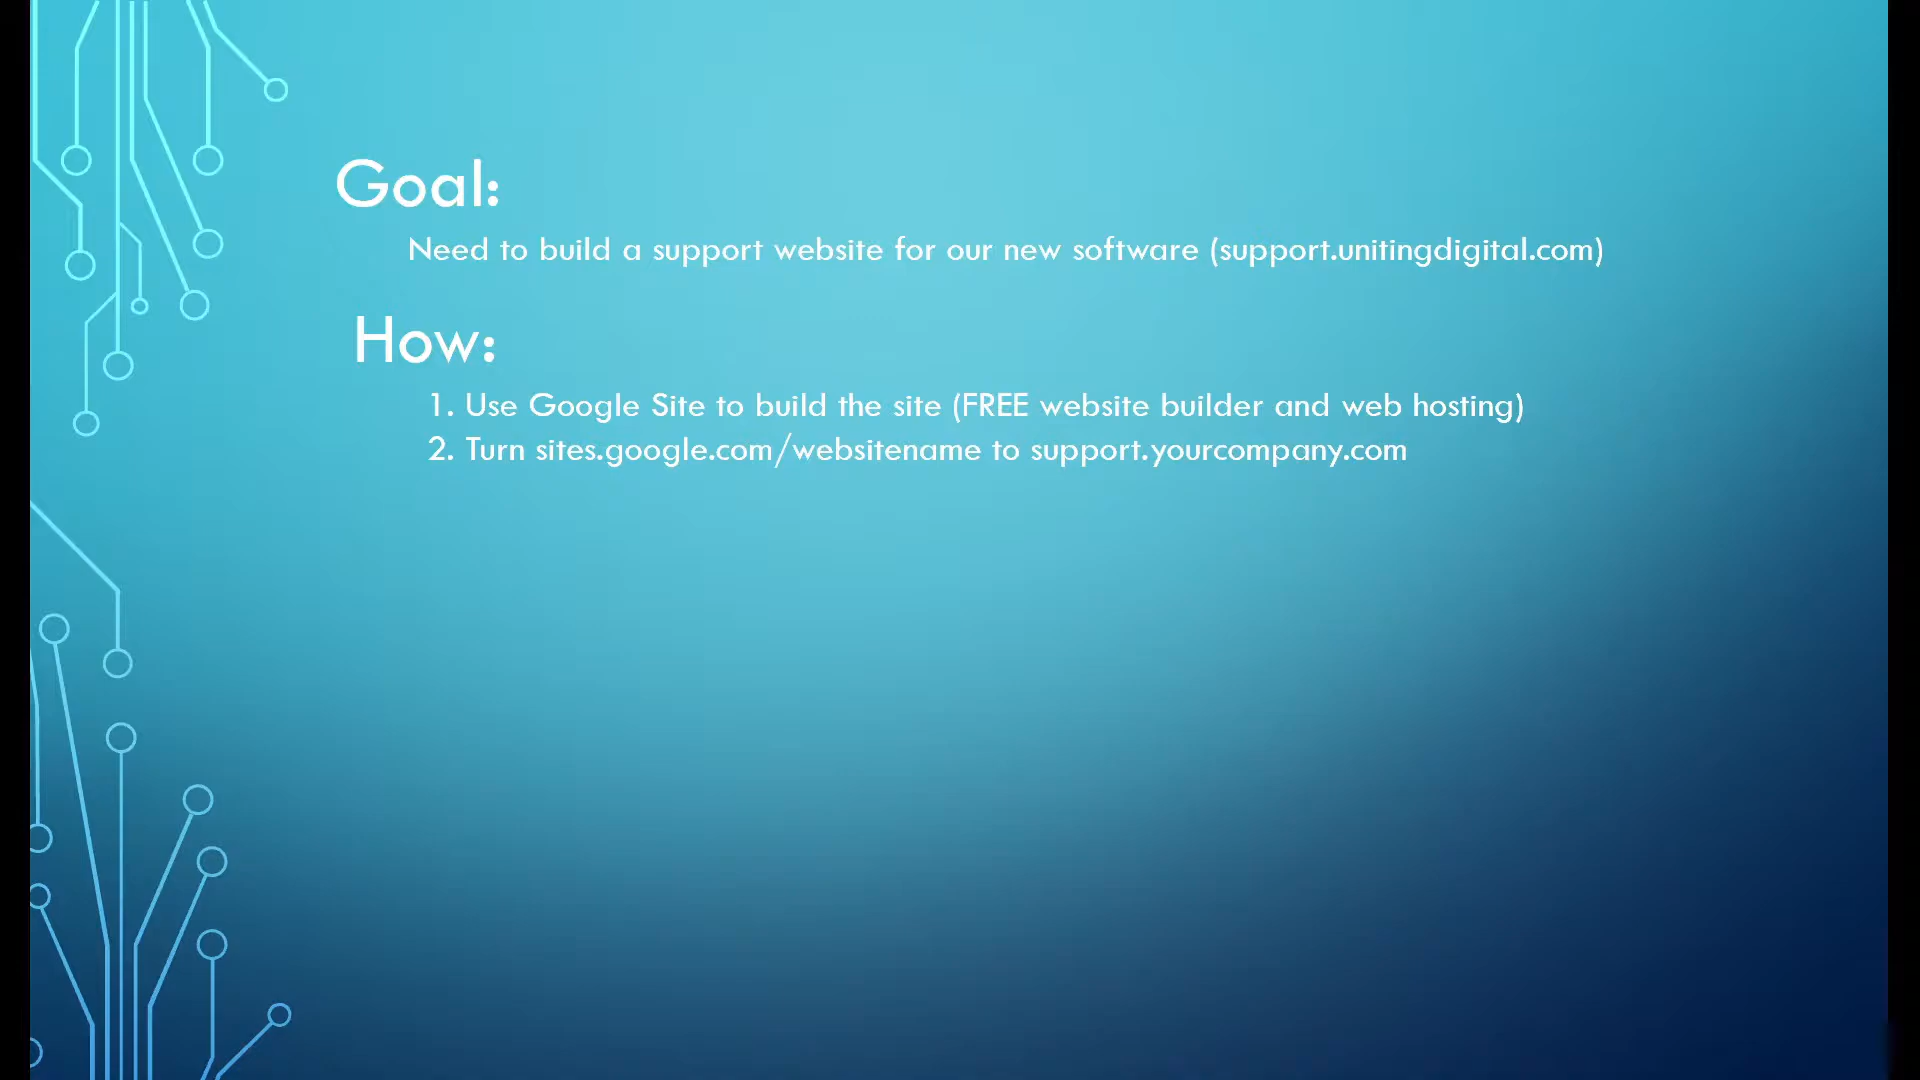 Goal:
Need to build a support website for our new software (support.unitingdigital.com)
How:
1. Use Google Site to build the site (FREE website builder and web hosting)
2. Turn sites.google.com/websitename to support.yourcompany.com